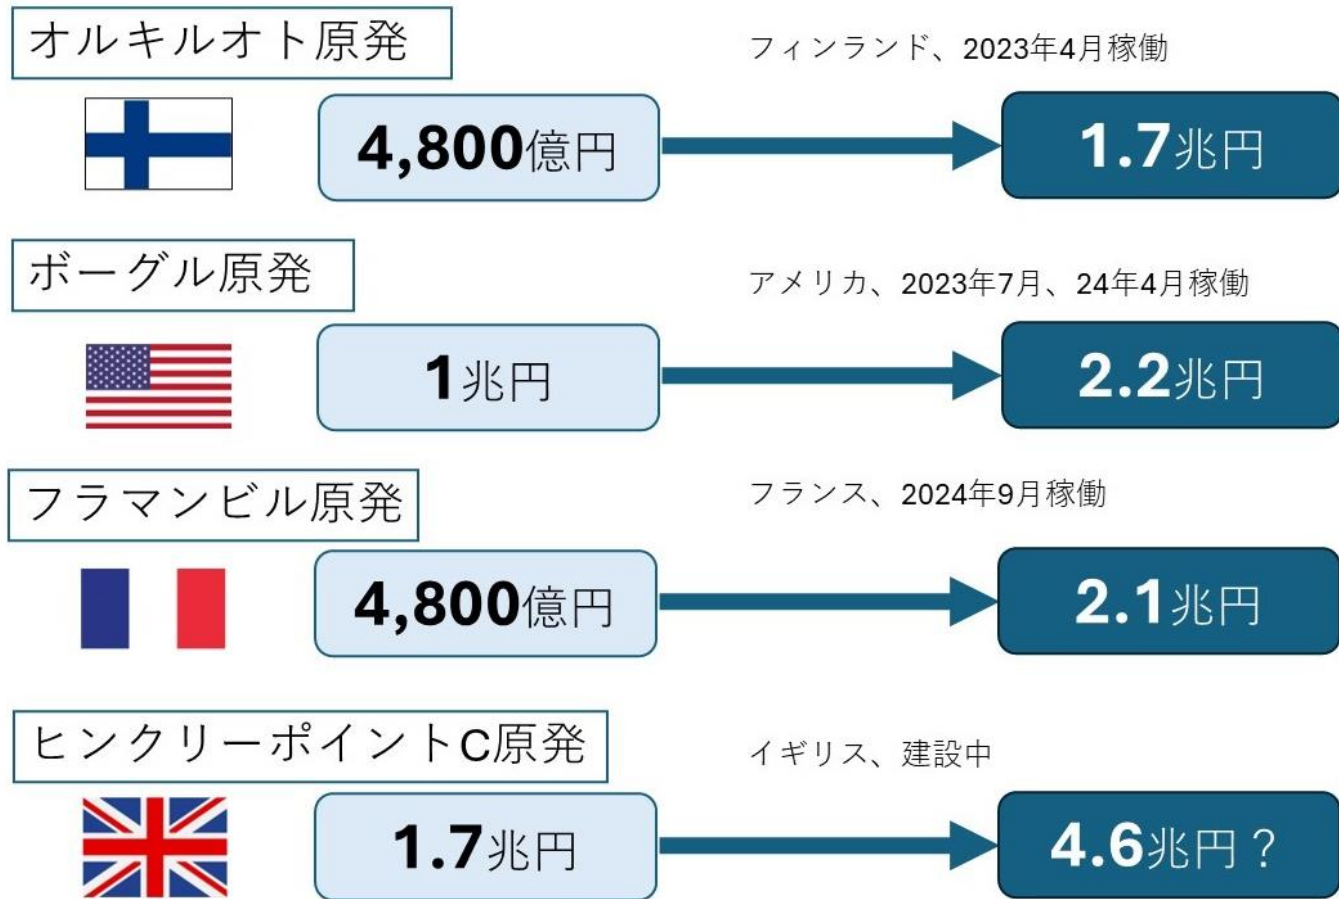 オルキルオト原発
フィンランド、2023年4月稼働
4,800億円
1.7兆円
ボーグル原発
アメリカ、2023年7月、24年4月稼働
1兆円
2.2兆円
フラマンビル原発
フランス、2024年9月稼働
4,800億円
2.1兆円
ヒンクリーポイントC原発
イギリス、建設中
1.7兆円
4.6兆円？